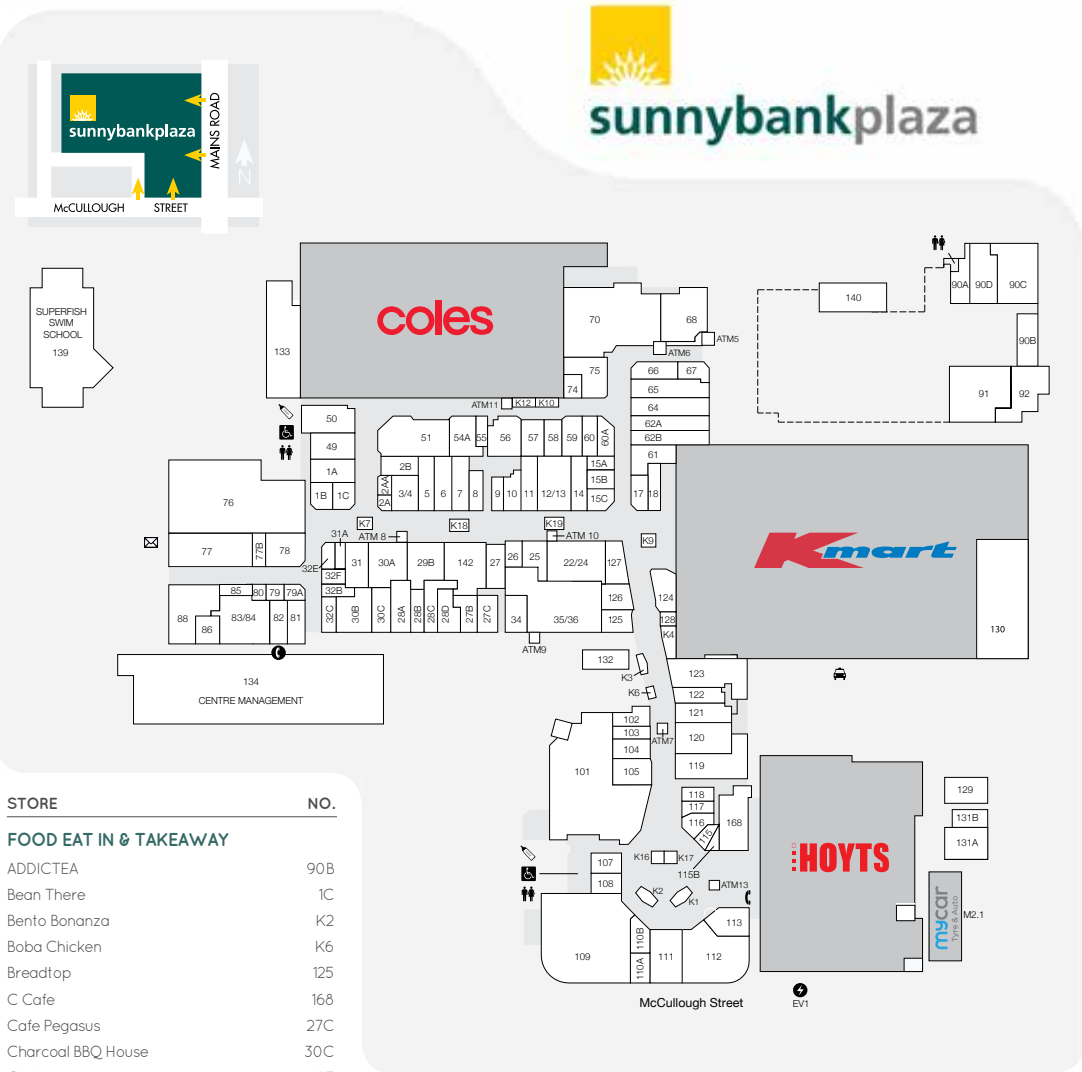 sunnybankplaza
MAINS ROAD
N
McCULLOUGH STREET
sunnybankplaza
SUPERFISH
SWIM
SCHOOL
139
133
coles
70
68
ATM5
ATM6
75
74
ATM11
K12
K10
66
67
65
64
62A
62B
61
17
18
140
90A
90D
90C
90B
91
92
50
49
1A
1B
1C
51
54A
55
56
57
58
59
60
60A
2B
2AA
2A
3/4
5
6
7
8
9
10
11
12/13
14
15A
15B
15C
76
77
77B
78
K7
K18
K19
K9
ATM 8
ATM 10
31A
32E
32F
32B
32C
31
30A
29B
142
27
26
25
22/24
127
30B
30C
28A
28B
28C
28D
27B
27C
34
35/36
126
125
ATM9
Kmart
130
124
128
K4
88
86
85
83/84
80
79
79A
82
81
134
CENTRE MANAGEMENT
132
K3
K6
123
122
121
120
119
ATM7
101
102
103
104
105
118
117
116
115
115B
168
K16
K17
107
108
K2
K1
ATM13
113
109
110B
110A
111
112
McCullough Street
HOYTS
129
131B
131A
mycar
Tyre & Auto
M2.1
EV1
STORE NO.
FOOD EAT IN & TAKEAWAY
ADDICTEA 90B
Bean There 1C
Bento Bonanza K2
Boba Chicken K6
Breadtop 125
C Cafe 168
Cafe Pegasus 27C
Charcoal BBQ House 30C